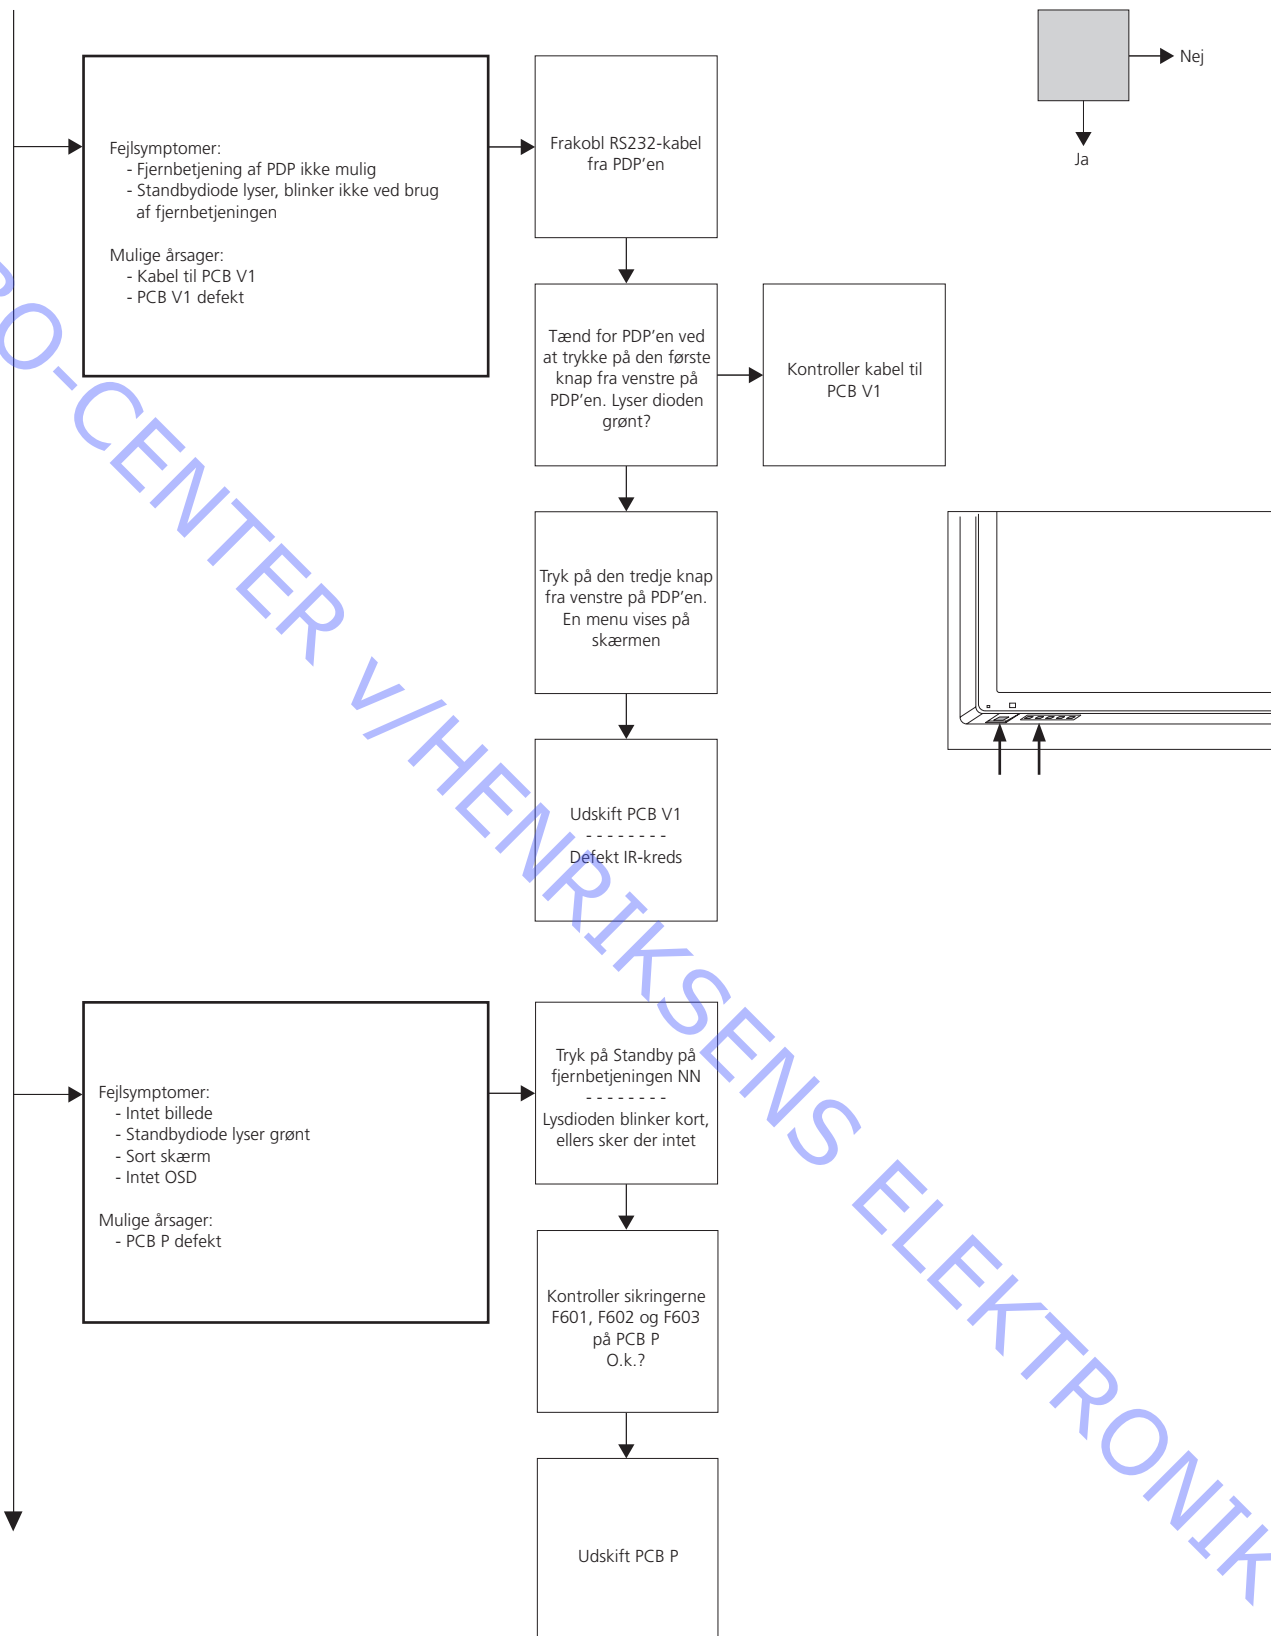 Nej
Ja
Fejlsymptomer:
- Fjernbetjening af PDP ikke mulig
- Standbydiode lyser, blinker ikke ved brug
af fjernbetjeningen
Mulige årsager:
- Kabel til PCB V1
- PCB V1 defekt
Frakobl RS232-kabel
fra PDP’en
Tænd for PDP’en ved
at trykke på den første
knap fra venstre på
PDP’en. Lyser dioden
grønt?
Kontroller kabel til
PCB V1
Tryk på den tredje knap
fra venstre på PDP’en.
En menu vises på
skærmen
Udskift PCB V1
- - - - - - - -
Defekt IR-kreds
Fejlsymptomer:
- Intet billede
- Standbydiode lyser grønt
- Sort skærm
- Intet OSD
Mulige årsager:
- PCB P defekt
Tryk på Standby på
fjernbetjeningen NN
- - - - - - - -
Lysdioden blinker kort,
ellers sker der intet
Kontroller sikringerne
F601, F602 og F603
på PCB P
O.k.?
Udskift PCB P
RO-CENTER v/HENRIKSENS ELEKTRONIK